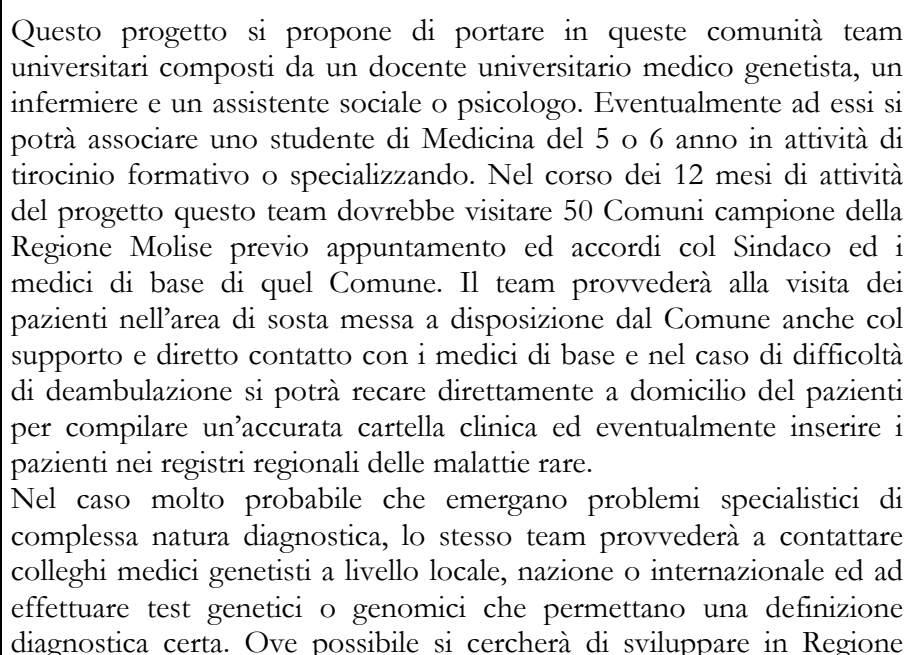 Questo progetto si propone di portare in queste comunità team
universitari composti da un docente universitario medico genetista, un
infermiere e un assistente sociale o psicologo. Eventualmente ad essi si
potrà associare uno studente di Medicina del 5 o 6 anno in attività di
tirocinio formativo o specializzando. Nel corso dei 12 mesi di attività
del progetto questo team dovrebbe visitare 50 Comuni campione della
Regione Molise previo appuntamento ed accordi col Sindaco ed i
medici di base di quel Comune. Il team provvederà alla visita dei
pazienti nell'area di sosta messa a disposizione dal Comune anche col
supporto e diretto contatto con i medici di base e nel caso di difficoltà
di deambulazione si potrà recare direttamente a domicilio del pazienti
per compilare un'accurata cartella clinica ed eventualmente inserire i
pazienti nei registri regionali delle malattie rare.
Nel caso molto probabile che emergano problemi specialistici di
complessa natura diagnostica, lo stesso team provvederà a contattare
colleghi medici genetisti a livello locale, nazione o internazionale ed ad
effettuare test genetici o genomici che permettano una definizione
diagnostica certa. Ove possibile si cercherà di sviluppare in Regione